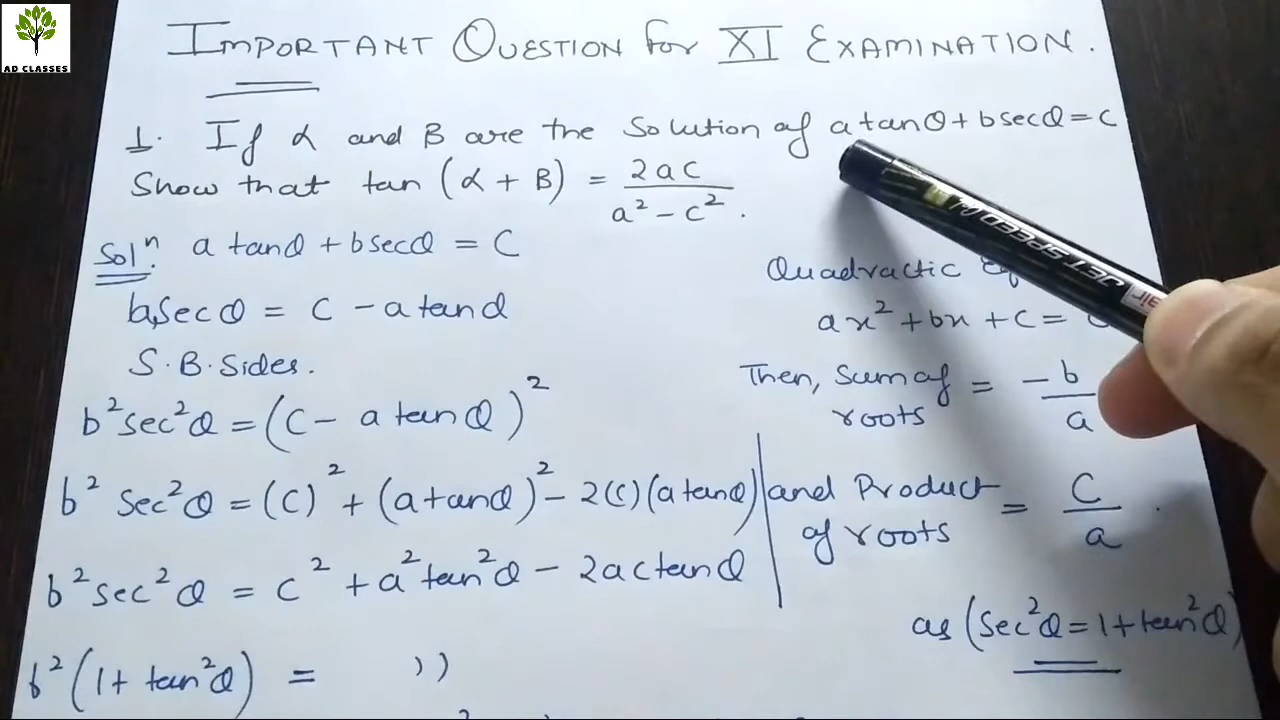 AD CLASSES
IMPORTANT QUESTION for XI EXAMINATION.
1. If α and B are the Solution of a tanθ + b secθ = c
Show that tan (α + B) = 2ac / a² - c².
Solⁿ. a tanθ + b secθ = C
b secθ = C - a tanθ
S.B.Sides.
b² sec²θ = (C - a tanθ)²
b² sec²θ = (C)² + (a tanθ)² - 2(C)(a tanθ)
b² sec²θ = C² + a² tan²θ - 2ac tanθ
b² (1 + tan²θ) = ))
Quadractic
ax² + bx + C =
Then, Sum of roots = -b / a
and Product of roots = C / a.
as (Sec²θ = 1 + tan²θ)
JET SPEED